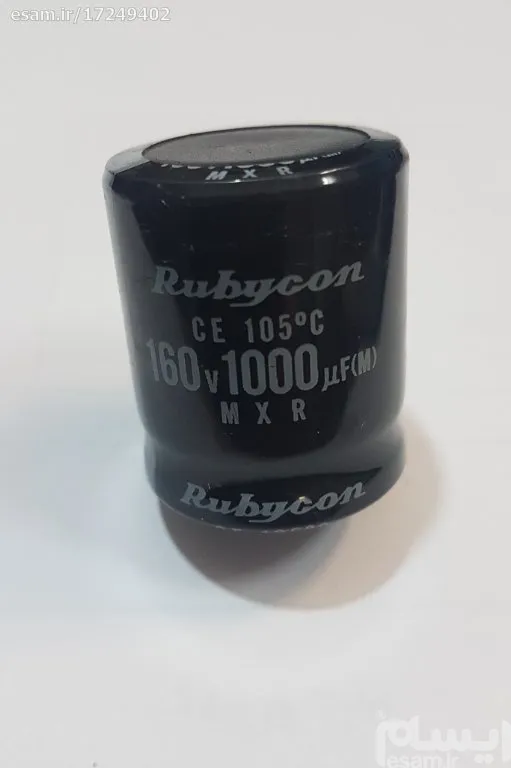 esam.ir/17249402
M X R
Rubycon
CE 105°C
160V 1000µF(M)
M X R
Rubycon
ایسام
esam.ir